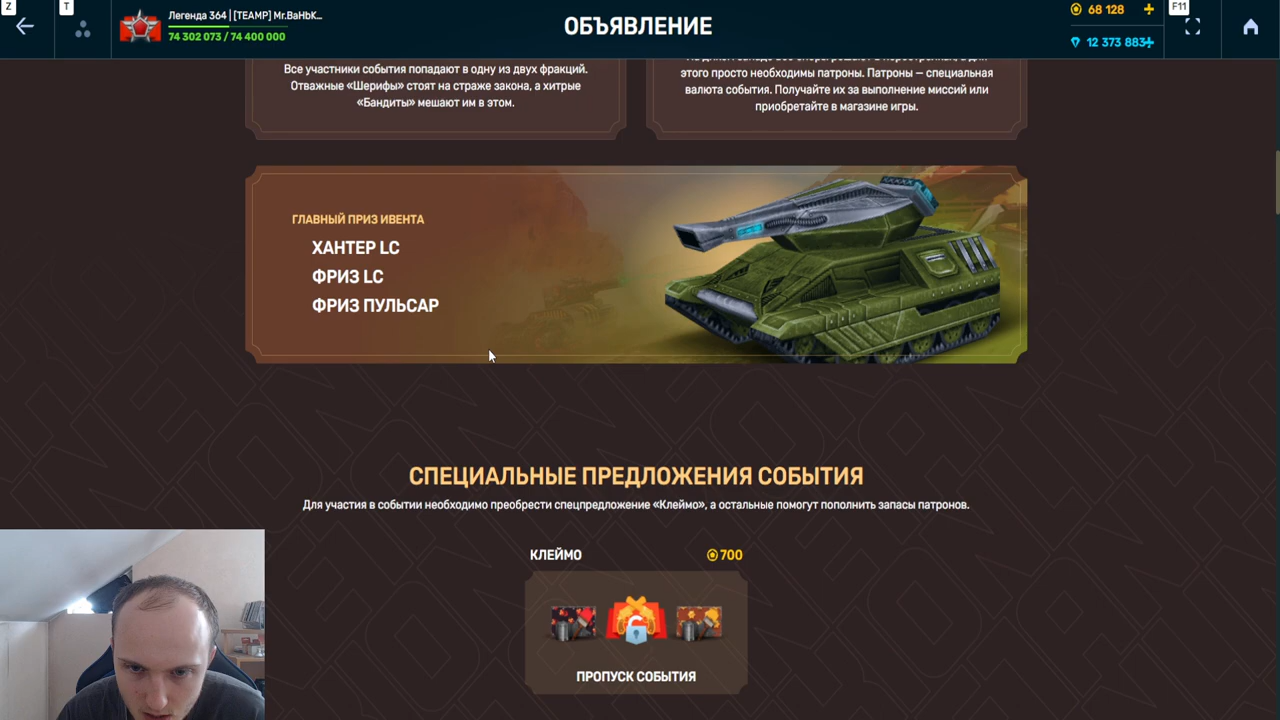 Z
T
Легенда 364 | [TEAMP] Mr.BaHbK...
74 302 073 / 74 400 000
ОБЪЯВЛЕНИЕ
68 128
12 373 883
F11
Все участники события попадают в одну из двух фракций.
Отважные «Шерифы» стоят на страже закона, а хитрые
«Бандиты» мешают им в этом.
этого просто необходимы патроны. Патроны — специальная
валюта события. Получайте их за выполнение миссий или
приобретайте в магазине игры.
ГЛАВНЫЙ ПРИЗ ИВЕНТА
ХАНТЕР LC
ФРИЗ LC
ФРИЗ ПУЛЬСАР
СПЕЦИАЛЬНЫЕ ПРЕДЛОЖЕНИЯ СОБЫТИЯ
Для участия в событии необходимо преобрести спецпредложение «Клеймо», а остальные помогут пополнить запасы патронов.
КЛЕЙМО
700
ПРОПУСК СОБЫТИЯ